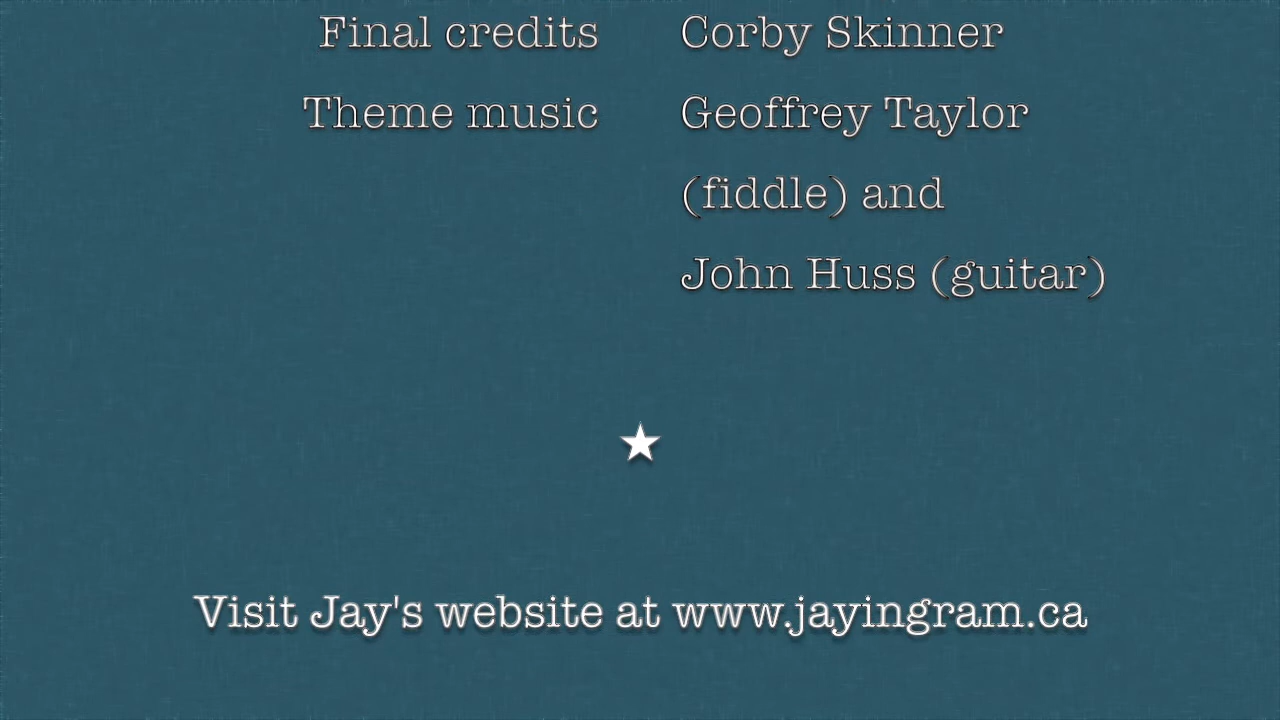 Final credits Corby Skinner
Theme music Geoffrey Taylor
(fiddle) and
John Huss (guitar)
Visit Jay's website at www.jayingram.ca